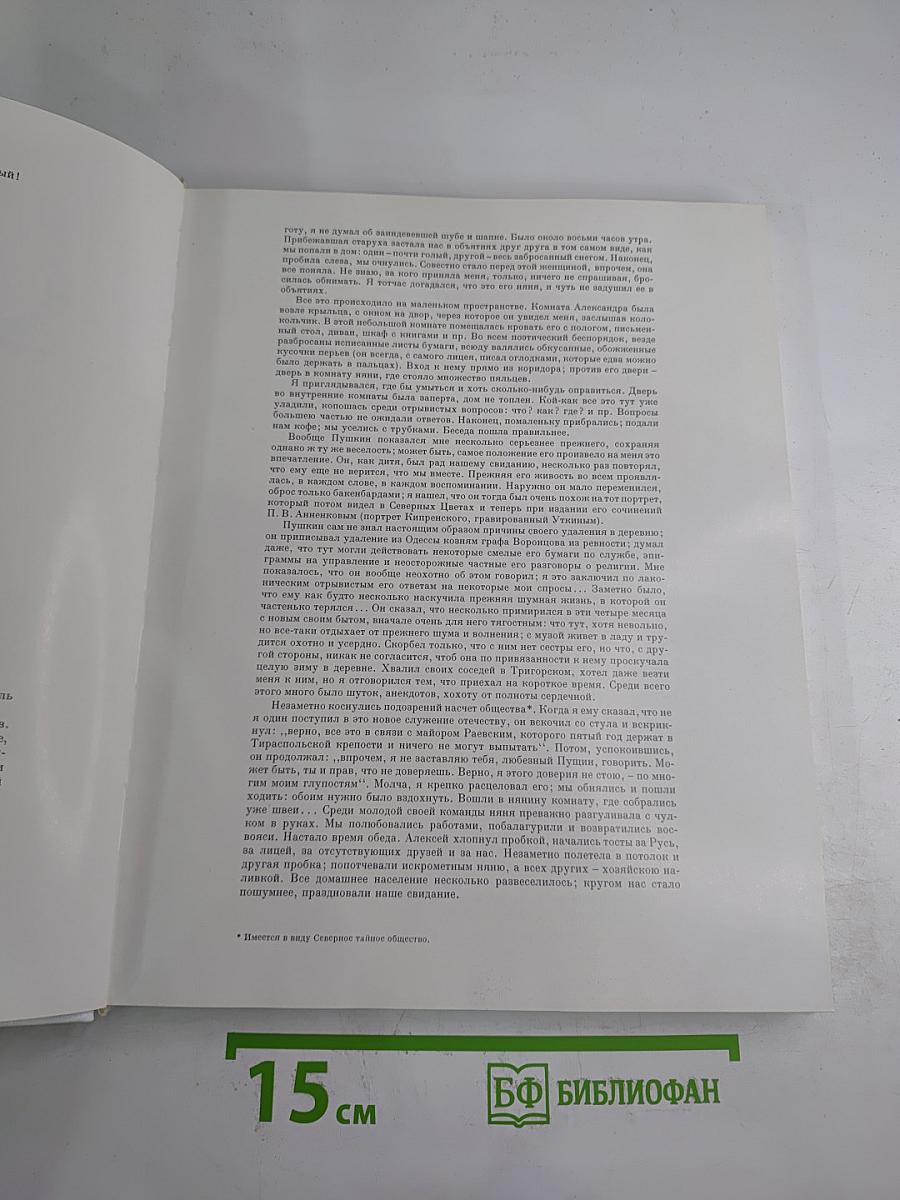 ый!
ль
в.
е,
и
й
готу, я не думал об заиндевевшей шубе и шапке. Было около восьми часов утра.
Прибежавшая старуха застала нас в объятиях друг друга в том самом виде, как
мы попали в дом: один – почти голый, другой – весь забросанный снегом. Наконец,
пробила слева, мы очнулись. Совестно стало перед этой женщиной, впрочем, она
все поняла. Не знаю, за кого приняла меня, только, ничего не спрашивая, бро-
силась обнимать. Я тотчас догадался, что это его няня, и чуть не задушил ее в
объятиях.
Все это происходило на маленьком пространстве. Комната Александра была
возле крыльца, с окном на двор, через которое он увидел меня, заслышав коло-
кольчик. В этой небольшой комнате помещалась кровать его с пологом, письмен-
ный стол, диван, шкаф с книгами и пр. Во всем поэтический беспорядок, везде
разбросаны исписанные листы бумаги, всюду валялись обкусанные, обожженные
кусочки перьев (он всегда, с самого лицея, писал оглодками, которые едва можно
было держать в пальцах). Вход к нему прямо из коридора; против его двери –
дверь в комнату няни, где стояло множество пяльцев.
Я приглядывался, где бы умыться и хоть сколько-нибудь оправиться. Дверь
во внутренние комнаты была заперта, дом не топлен. Кой-как все это тут уже
уладили, копошась среди отрывистых вопросов: что? как? где? и пр. Вопросы
большею частью не ожидали ответов. Наконец, помаленьку прибрались; подали
нам кофе; мы уселись с трубками. Беседа пошла правильнее.
Вообще Пушкин показался мне несколько серьезнее прежнего, сохраняя
однако ж ту же веселость; может быть, самое положение его произвело на меня это
впечатление. Он, как дитя, был рад нашему свиданию, несколько раз повторял,
что ему еще не верится, что мы вместе. Прежняя его живость во всем проявля-
лась, в каждом слове, в каждом воспоминании. Наружно он мало переменился,
оброс только бакенбардами; я нашел, что он тогда был очень похож на тот портрет,
который потом видел в Северных Цветах и теперь при издании его сочинений
П. В. Анненковым (портрет Кипренского, гравированный Уткиным).
Пушкин сам не знал настоящим образом причины своего удаления в деревню;
он приписывал удаление из Одессы козням графа Воронцова из ревности; думал
даже, что тут могли действовать некоторые смелые его бумаги по службе, эпи-
граммы на управление и неосторожные частные его разговоры о религии. Мне
показалось, что он вообще неохотно об этом говорил; я это заключил по лако-
ническим отрывистым его ответам на некоторые мои спросы... Заметно было,
что ему как будто несколько наскучила прежняя шумная жизнь, в которой он
частенько терялся... Он сказал, что несколько примирился в эти четыре месяца
с новым своим бытом, вначале очень для него тягостным: что тут, хотя невольно,
но все-таки отдыхает от прежнего шума и волнения; с музой живет в ладу и тру-
дится охотно и усердно. Скорбел только, что с ним нет сестры его, но что, с дру-
гой стороны, никак не согласится, чтоб она по привязанности к нему проскучала
целую зиму в деревне. Хвалил своих соседей в Тригорском, хотел даже везти
меня к ним, но я отговорился тем, что приехал на короткое время. Среди всего
этого много было шуток, анекдотов, хохоту от полноты сердечной.
Незаметно коснулись подозрений насчет общества*. Когда я ему сказал, что не
я один поступил в это новое служение отечеству, он вскочил со стула и вскрик-
нул: ,,верно, все это в связи с майором Раевским, которого пятый год держат в
Тираспольской крепости и ничего не могут выпытать“. Потом, успокоившись,
он продолжал: ,,впрочем, я не заставляю тебя, любезный Пущин, говорить. Мо-
жет быть, ты и прав, что не доверяешь. Верно, я этого доверия не стою, – по мно-
гим моим глупостям“. Молча, я крепко расцеловал его; мы обнялись и пошли
ходить: обоим нужно было вздохнуть. Вошли в нянину комнату, где собрались
уже швеи... Среди молодой своей команды няня преважно разгуливала с чул-
ком в руках. Мы полюбовались работами, побалагурили и возвратились вос-
вояси. Настало время обеда. Алексей хлопнул пробкой, начались тосты за Русь,
за лицей, за отсутствующих друзей и за нас. Незаметно полетела в потолок и
другая пробка; попотчевали искрометным няню, а всех других – хозяйскою на-
ливкой. Все домашнее население несколько развеселилось; кругом нас стало
пошумнее, праздновали наше свидание.
* Имеется в виду Северное тайное общество.
15 см
БФ БИБЛИОФАН